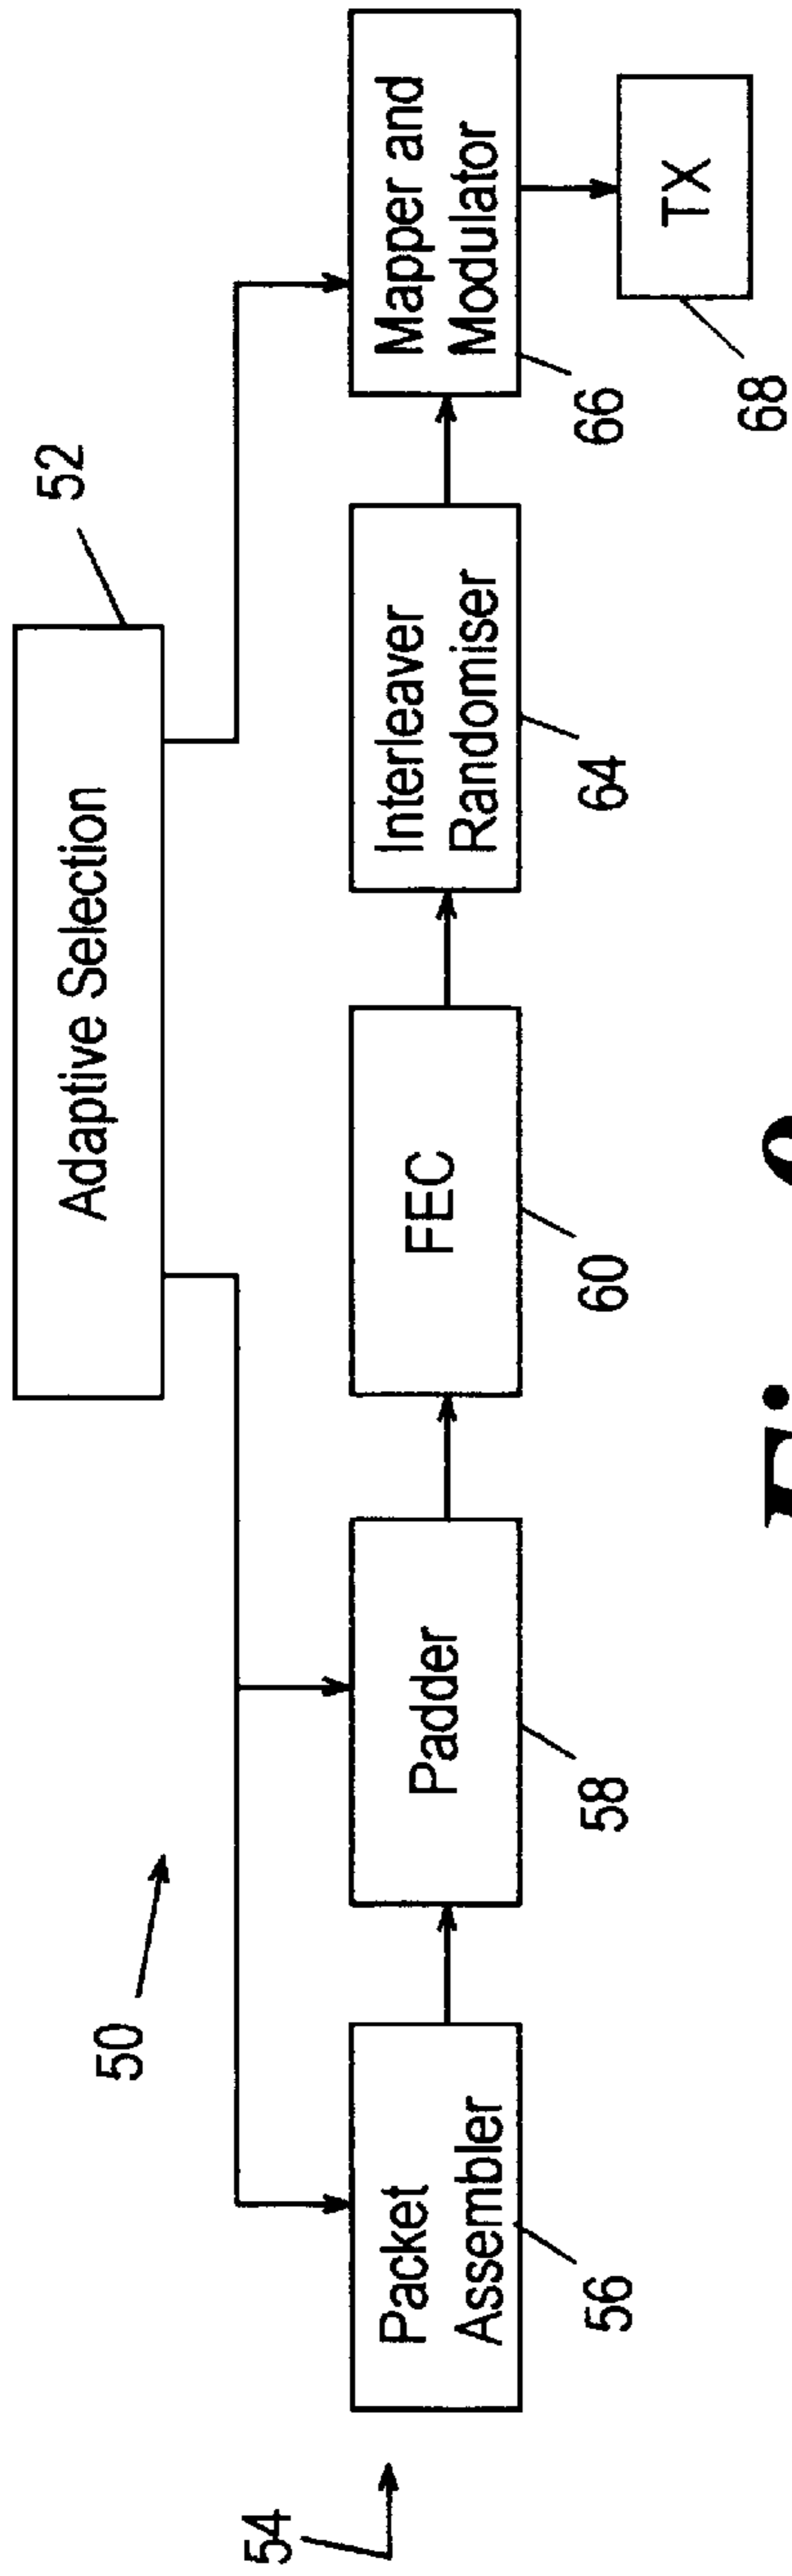 Adaptive Selection
52
50
54
Packet
Assembler
56
Padder
58
FEC
60
Interleaver
Randomiser
64
Mapper and
Modulator
66
TX
68